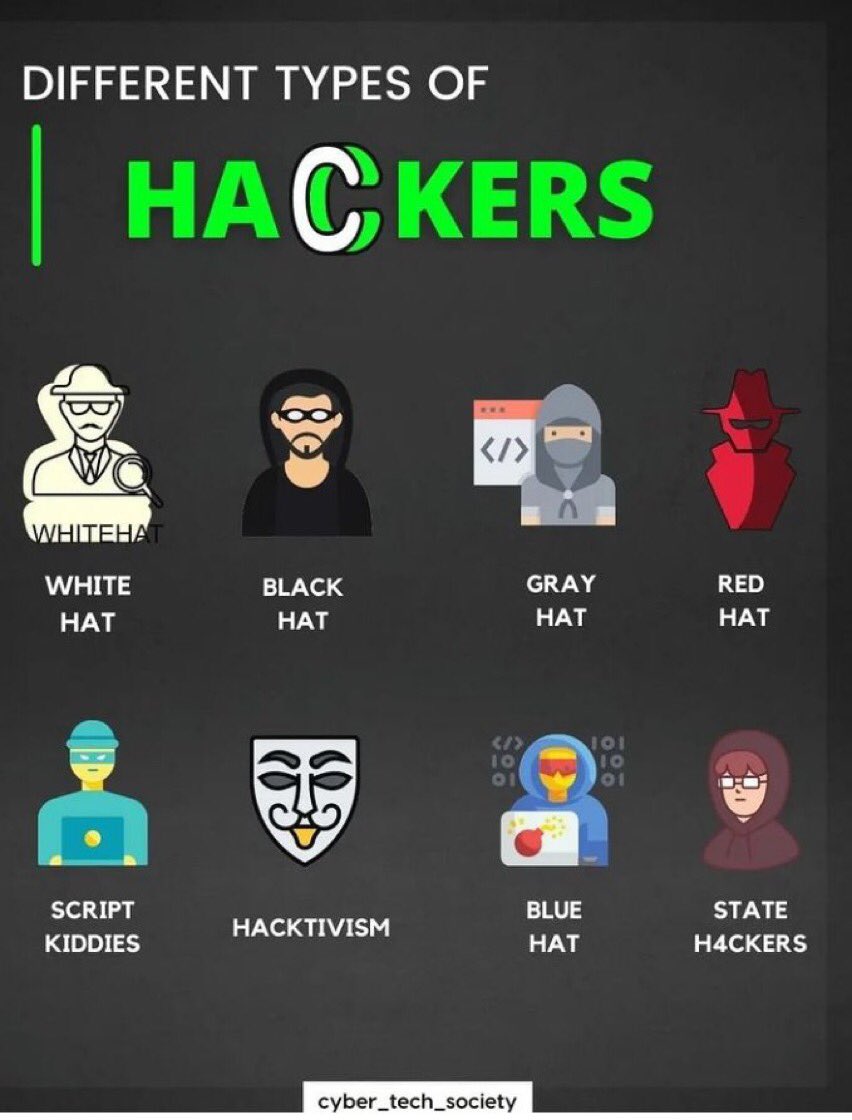 DIFFERENT TYPES OF
HACKERS
</>
WHITEHAT
WHITE
HAT
BLACK
HAT
GRAY
HAT
RED
HAT
</> 101
10 10
01 01
SCRIPT
KIDDIES
HACKTIVISM
BLUE
HAT
STATE
H4CKERS
cyber_tech_society